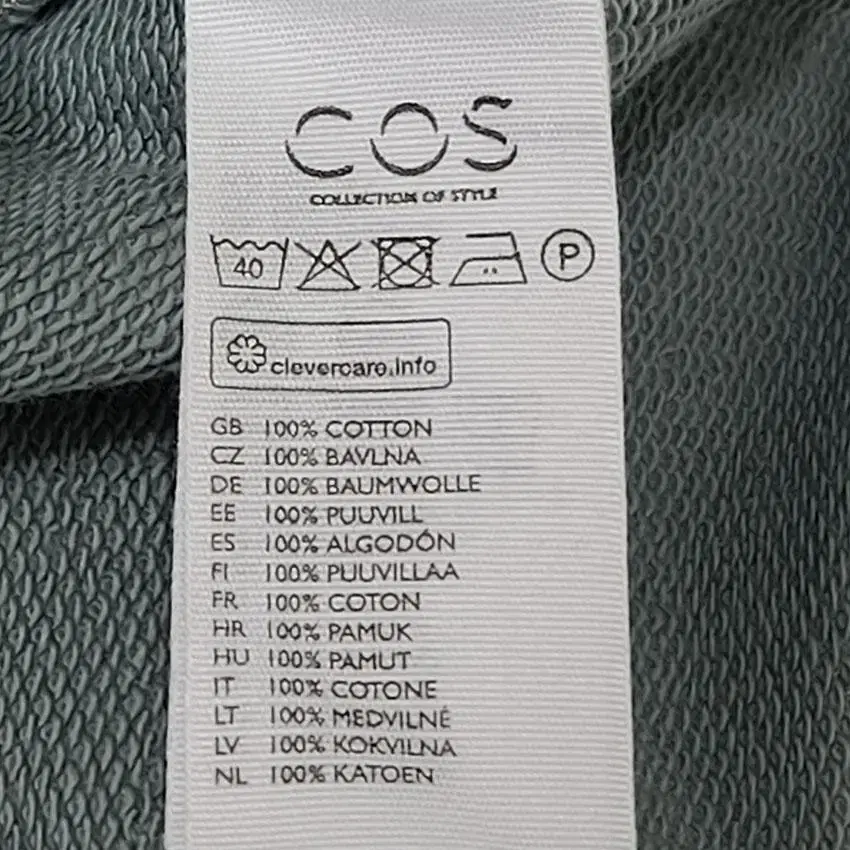 COS
COLLECTION OF STYLE
40 P
clevercare.info
GB 100% COTTON
CZ 100% BAVLNA
DE 100% BAUMWOLLE
EE 100% PUUVILL
ES 100% ALGODÓN
FI 100% PUUVILLAA
FR 100% COTON
HR 100% PAMUK
HU 100% PAMUT
IT 100% COTONE
LT 100% MEDVILNĖ
LV 100% KOKVILNA
NL 100% KATOEN